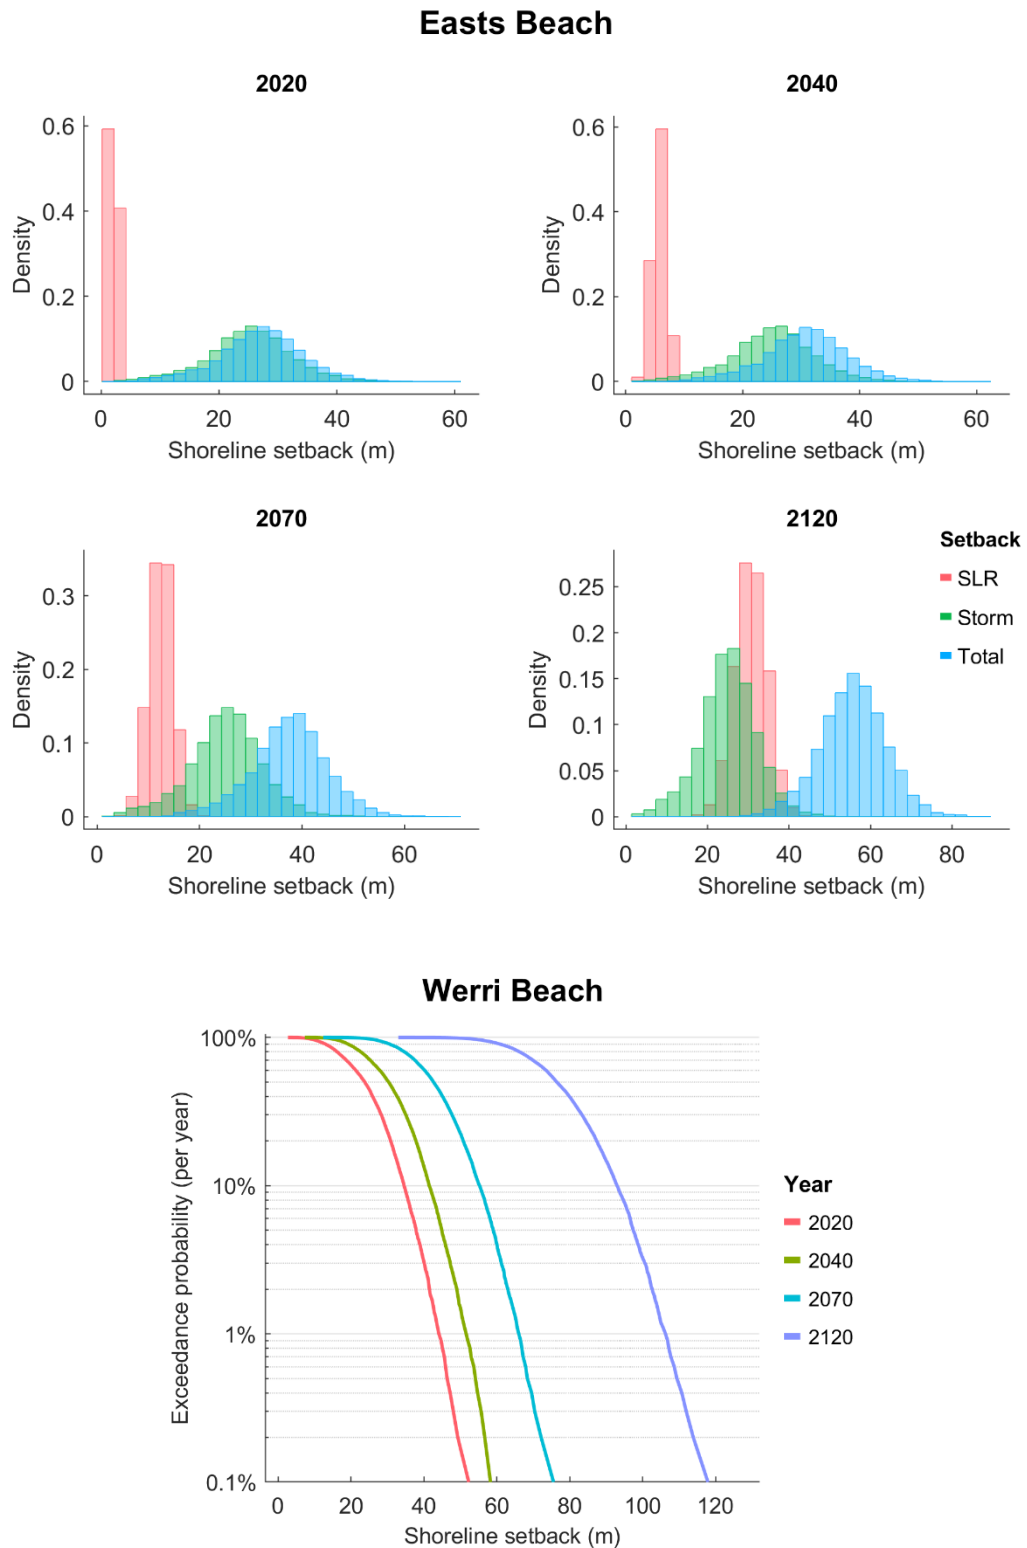 Easts Beach
2020
2040
0.6
0.4
0.2
0
Density
0 20 40 60
Shoreline setback (m)
0.6
0.4
0.2
0
Density
0 20 40 60
Shoreline setback (m)
2070
2120
0.3
0.2
0.1
0
Density
0 20 40 60
Shoreline setback (m)
0.25
0.2
0.15
0.1
0.05
0
Density
0 20 40 60 80
Shoreline setback (m)
Setback
SLR
Storm
Total
Werri Beach
100%
10%
1%
0.1%
Exceedance probability (per year)
0 20 40 60 80 100 120
Shoreline setback (m)
Year
2020
2040
2070
2120